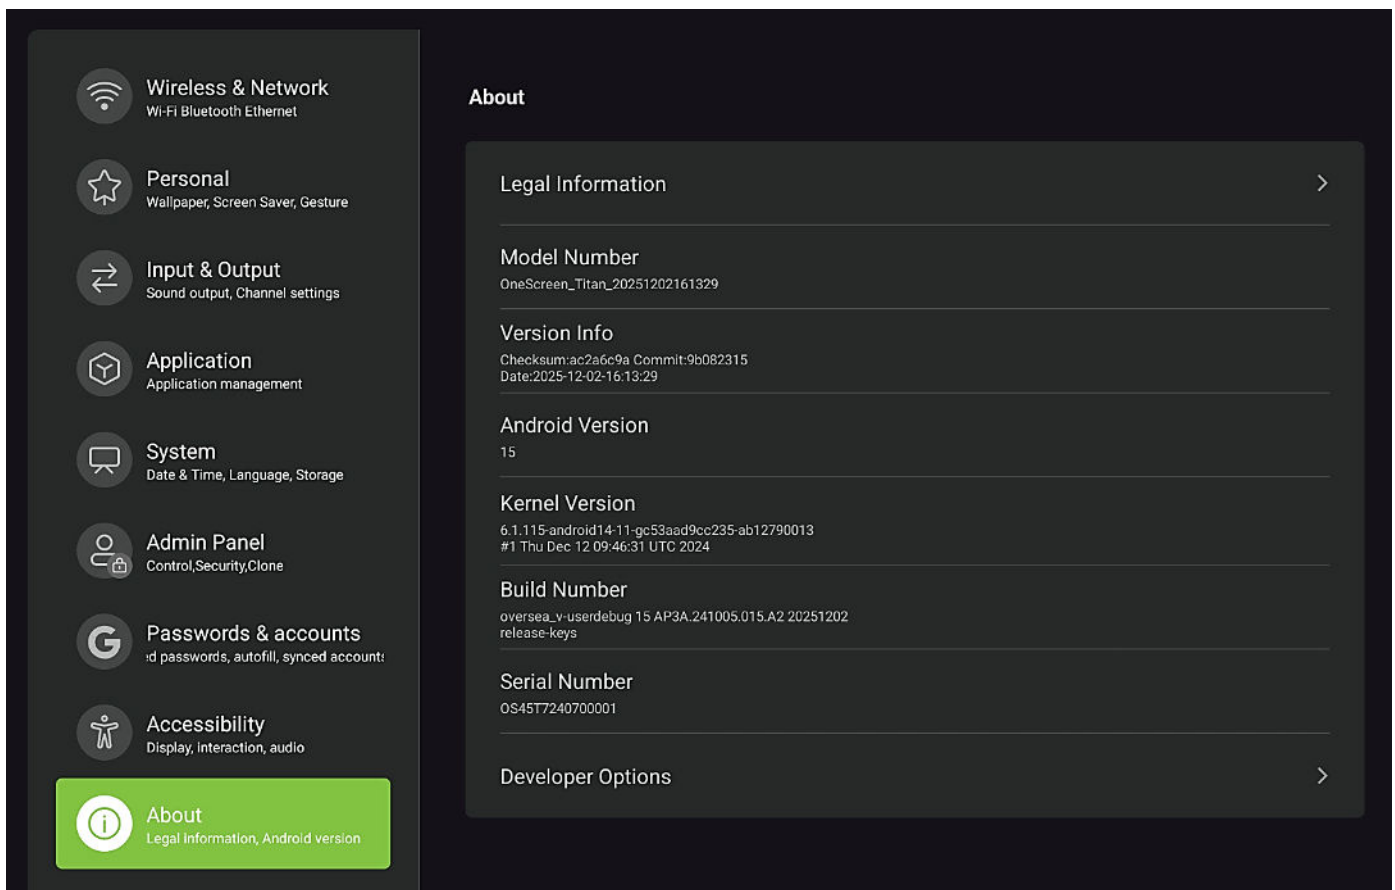 Wireless & Network
Wi-Fi Bluetooth Ethernet
Personal
Wallpaper, Screen Saver, Gesture
Input & Output
Sound output, Channel settings
Application
Application management
System
Date & Time, Language, Storage
Admin Panel
Control,Security,Clone
Passwords & accounts
ed passwords, autofill, synced accounts
Accessibility
Display, interaction, audio
About
Legal Information, Android version
About
Legal Information
Model Number
OneScreen_Titan_20251202161329
Version Info
Checksum:ac2a6c9a Commit:9b082315
Date:2025-12-02-16:13:29
Android Version
15
Kernel Version
6.1.115-android14-11-gc53aad9cc235-ab12790013
#1 Thu Dec 12 09:46:31 UTC 2024
Build Number
oversea_v-userdebug 15 AP3A.241005.015.A2 20251202
release-keys
Serial Number
OS45T7240700001
Developer Options